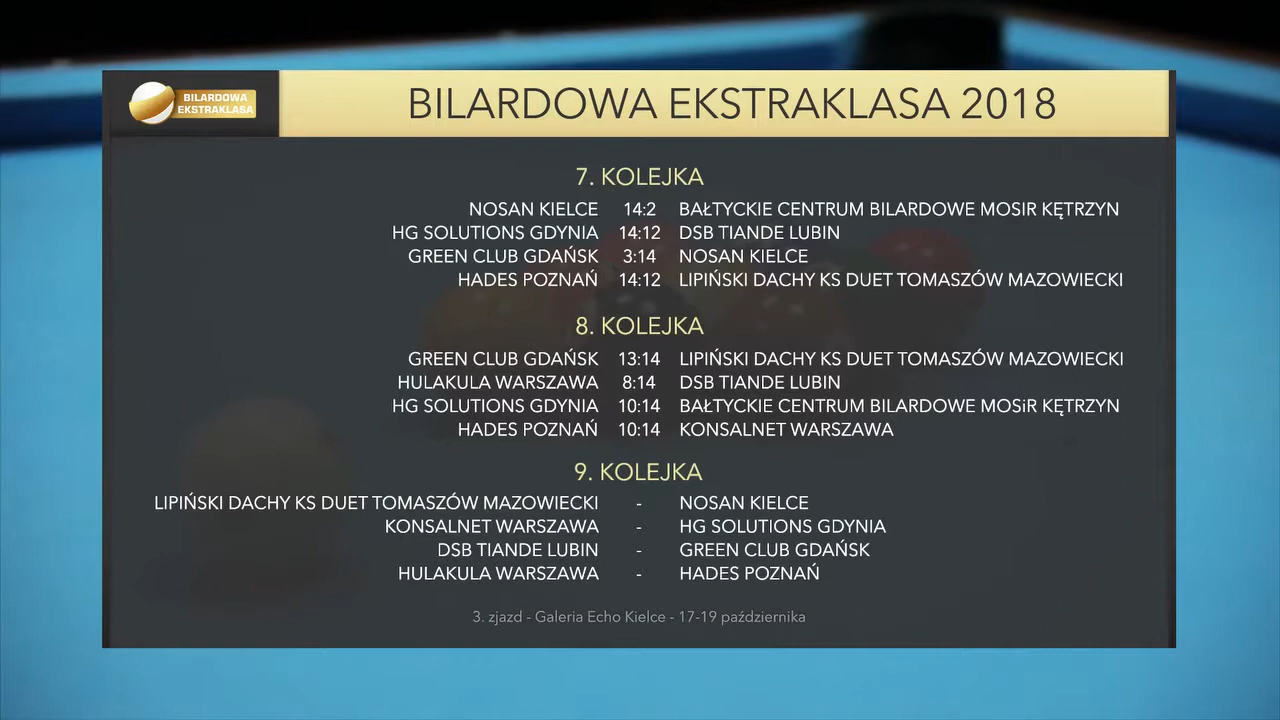 BILARDOWA
EKSTRAKLASA
BILARDOWA EKSTRAKLASA 2018
7. KOLEJKA
NOSAN KIELCE 14:2 BAŁTYCKIE CENTRUM BILARDOWE MOSIR KĘTRZYN
HG SOLUTIONS GDYNIA 14:12 DSB TIANDE LUBIN
GREEN CLUB GDAŃSK 3:14 NOSAN KIELCE
HADES POZNAŃ 14:12 LIPIŃSKI DACHY KS DUET TOMASZÓW MAZOWIECKI
8. KOLEJKA
GREEN CLUB GDAŃSK 13:14 LIPIŃSKI DACHY KS DUET TOMASZÓW MAZOWIECKI
HULAKULA WARSZAWA 8:14 DSB TIANDE LUBIN
HG SOLUTIONS GDYNIA 10:14 BAŁTYCKIE CENTRUM BILARDOWE MOSiR KĘTRZYN
HADES POZNAŃ 10:14 KONSALNET WARSZAWA
9. KOLEJKA
LIPIŃSKI DACHY KS DUET TOMASZÓW MAZOWIECKI - NOSAN KIELCE
KONSALNET WARSZAWA - HG SOLUTIONS GDYNIA
DSB TIANDE LUBIN - GREEN CLUB GDAŃSK
HULAKULA WARSZAWA - HADES POZNAŃ
3. zjazd - Galeria Echo Kielce - 17-19 października